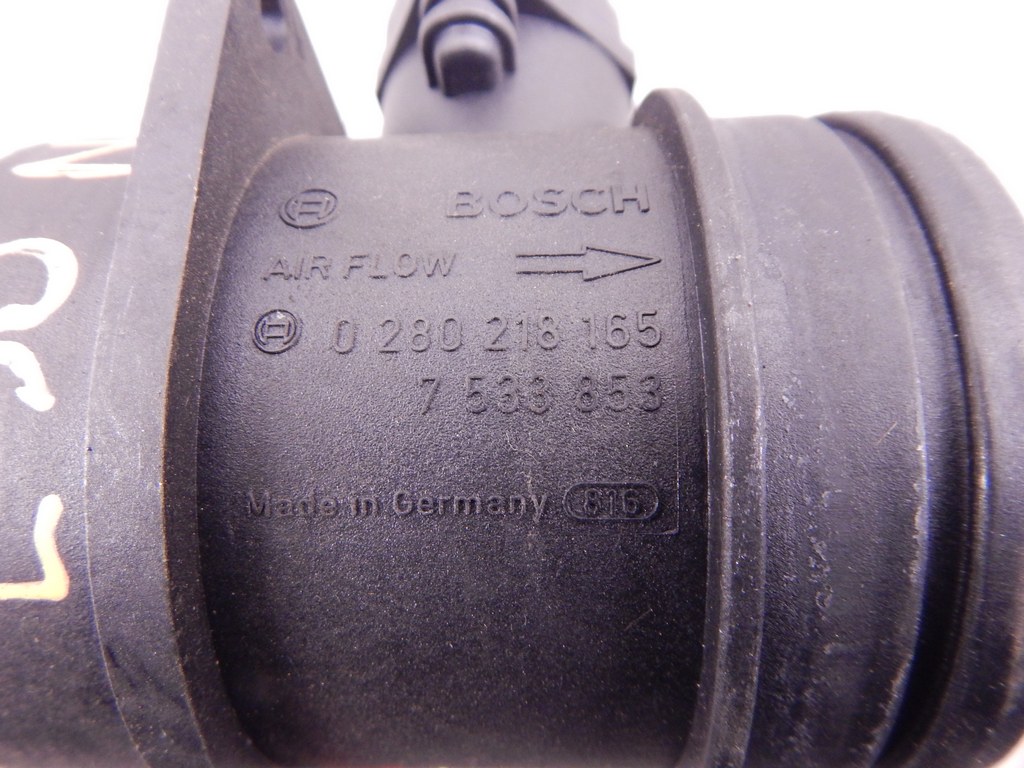 BOSCH
AIR FLOW
0 280 218 165
7 533 853
Made in Germany 816